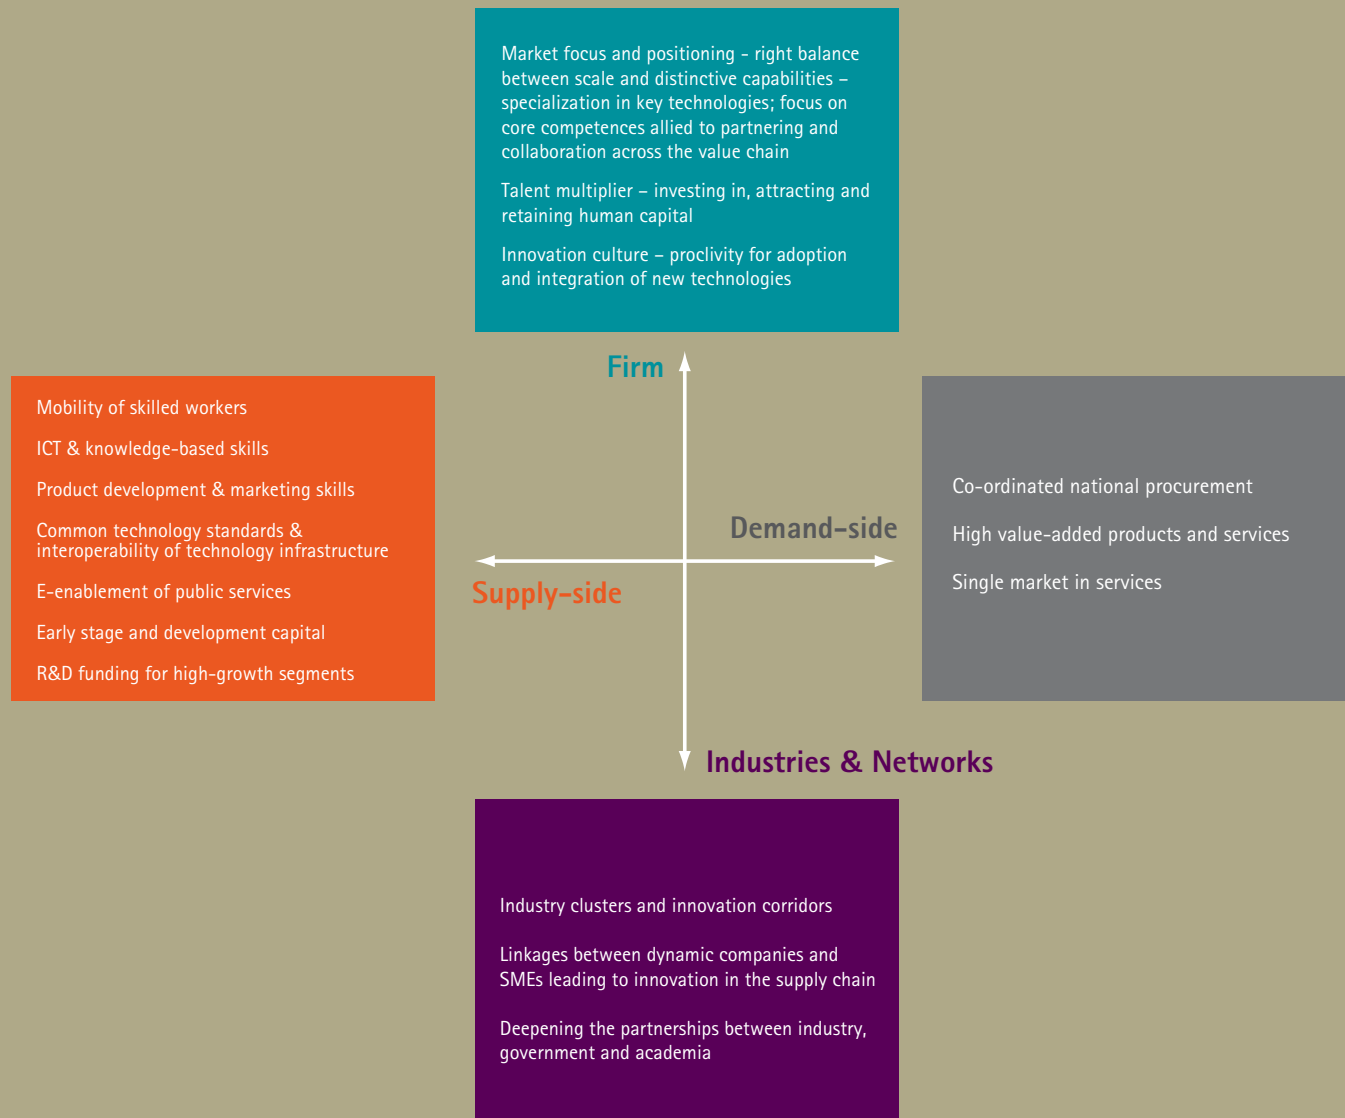 Market focus and positioning - right balance
between scale and distinctive capabilities –
specialization in key technologies; focus on
core competences allied to partnering and
collaboration across the value chain
Talent multiplier – investing in, attracting and
retaining human capital
Innovation culture – proclivity for adoption
and integration of new technologies
Firm
Mobility of skilled workers
ICT & knowledge-based skills
Product development & marketing skills
Common technology standards &
interoperability of technology infrastructure
E-enablement of public services
Early stage and development capital
R&D funding for high-growth segments
Demand-side
Supply-side
Co-ordinated national procurement
High value-added products and services
Single market in services
Industries & Networks
Industry clusters and innovation corridors
Linkages between dynamic companies and
SMEs leading to innovation in the supply chain
Deepening the partnerships between industry,
government and academia